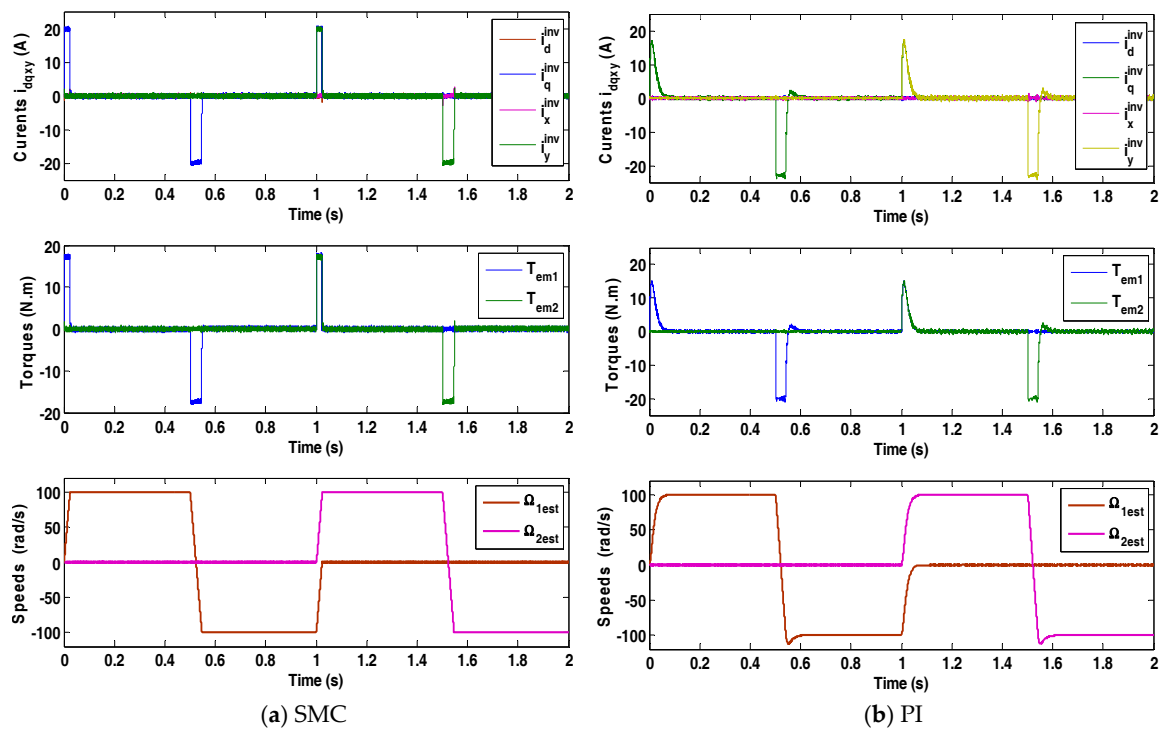 20
10
0
-10
-20
Curents i_dqxy (A)
i_d^inv
i_q^inv
i_x^inv
i_y^inv
0 0.2 0.4 0.6 0.8 1 1.2 1.4 1.6 1.8 2
Time (s)
20
10
0
-10
-20
Torques (N.m)
T_em1
T_em2
0 0.2 0.4 0.6 0.8 1 1.2 1.4 1.6 1.8 2
Time (s)
100
50
0
-50
-100
Speeds (rad/s)
Ω_1est
Ω_2est
0 0.2 0.4 0.6 0.8 1 1.2 1.4 1.6 1.8 2
Time (s)
(a) SMC
20
10
0
-10
-20
Curents i_dqxy (A)
i_d^inv
i_q^inv
i_x^inv
i_y^inv
0 0.2 0.4 0.6 0.8 1 1.2 1.4 1.6 1.8 2
Time (s)
20
10
0
-10
-20
Torques (N.m)
T_em1
T_em2
0 0.2 0.4 0.6 0.8 1 1.2 1.4 1.6 1.8 2
Time (s)
100
50
0
-50
-100
Speeds (rad/s)
Ω_1est
Ω_2est
0 0.2 0.4 0.6 0.8 1 1.2 1.4 1.6 1.8 2
Time (s)
(b) PI